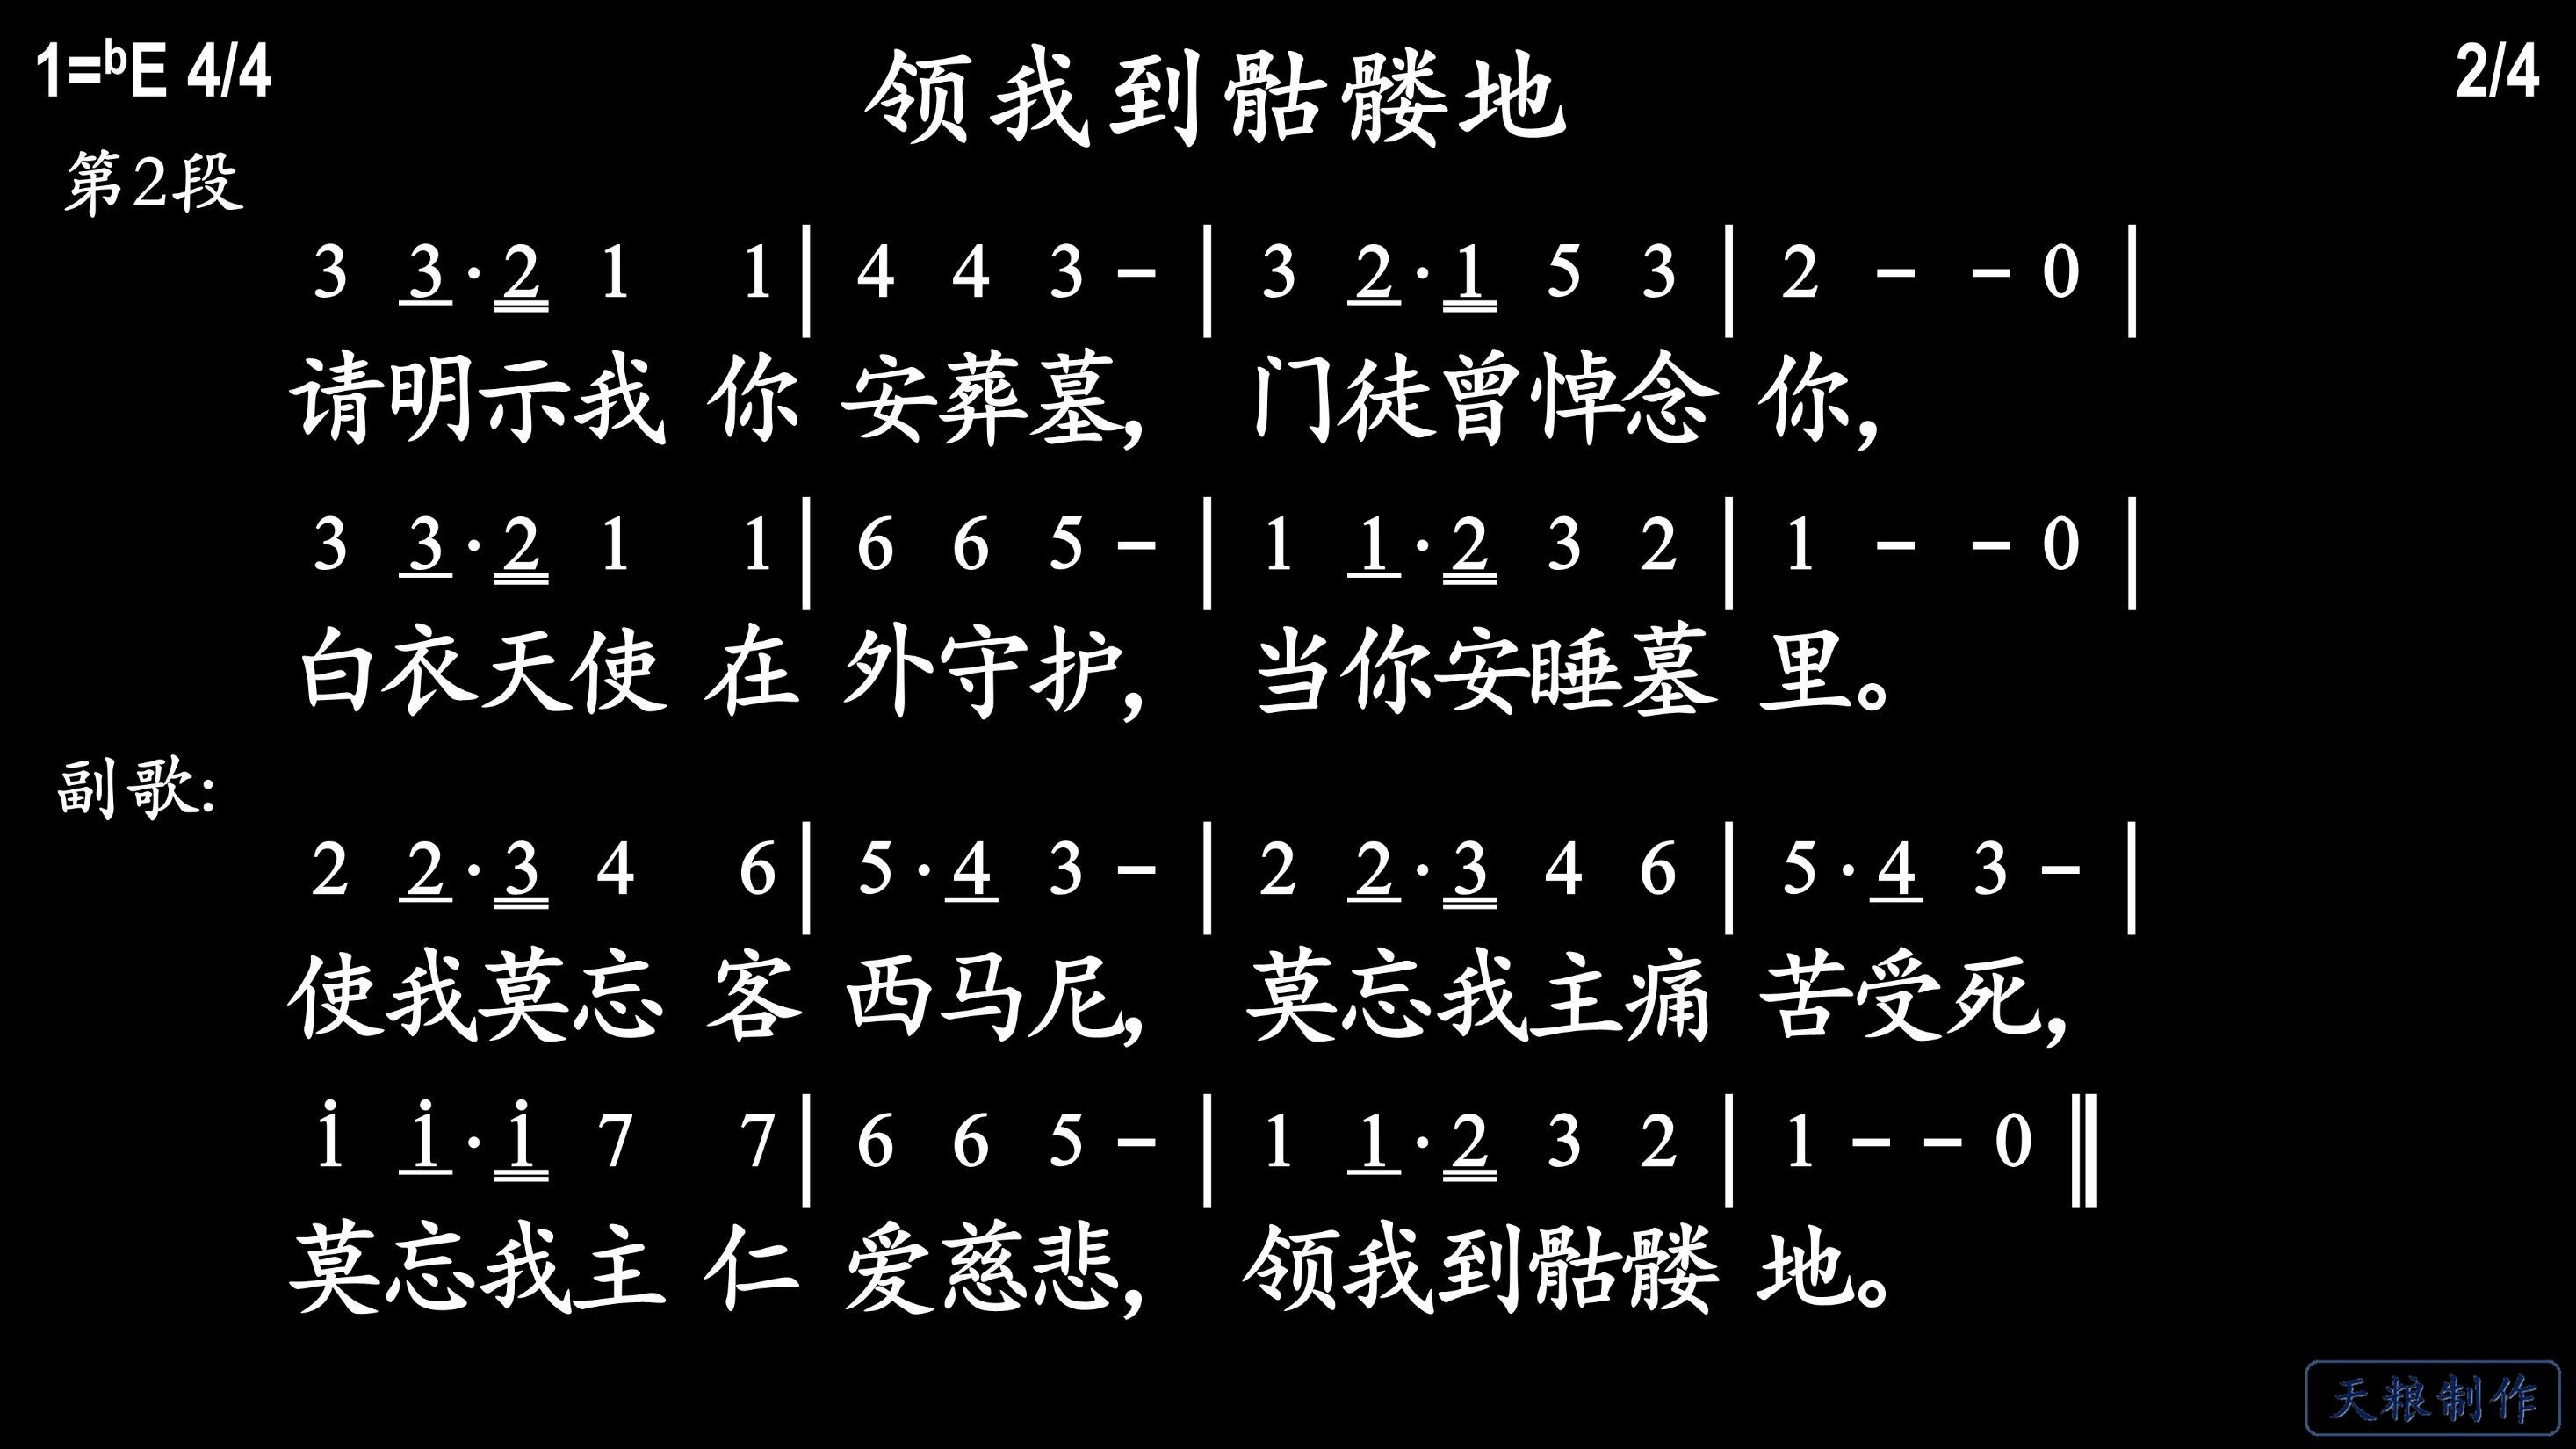 1=ᵇE 4/4 领我到骷髅地 2/4
第2段
3 3·2 1 1 | 4 4 3 – | 3 2·1 5 3 | 2 – – 0 |
请明示我 你 安葬墓, 门徒曾悼念 你,
3 3·2 1 1 | 6 6 5 – | 1 1·2 3 2 | 1 – – 0 |
白衣天使 在 外守护, 当你安睡墓 里。
副歌:
2 2·3 4 6 | 5·4 3 – | 2 2·3 4 6 | 5·4 3 – |
使我莫忘 客 西马尼, 莫忘我主痛 苦受死,
i i·i 7 7 | 6 6 5 – | 1 1·2 3 2 | 1 – – 0 ‖
莫忘我主 仁 爱慈悲, 领我到骷髅 地。
天粮制作